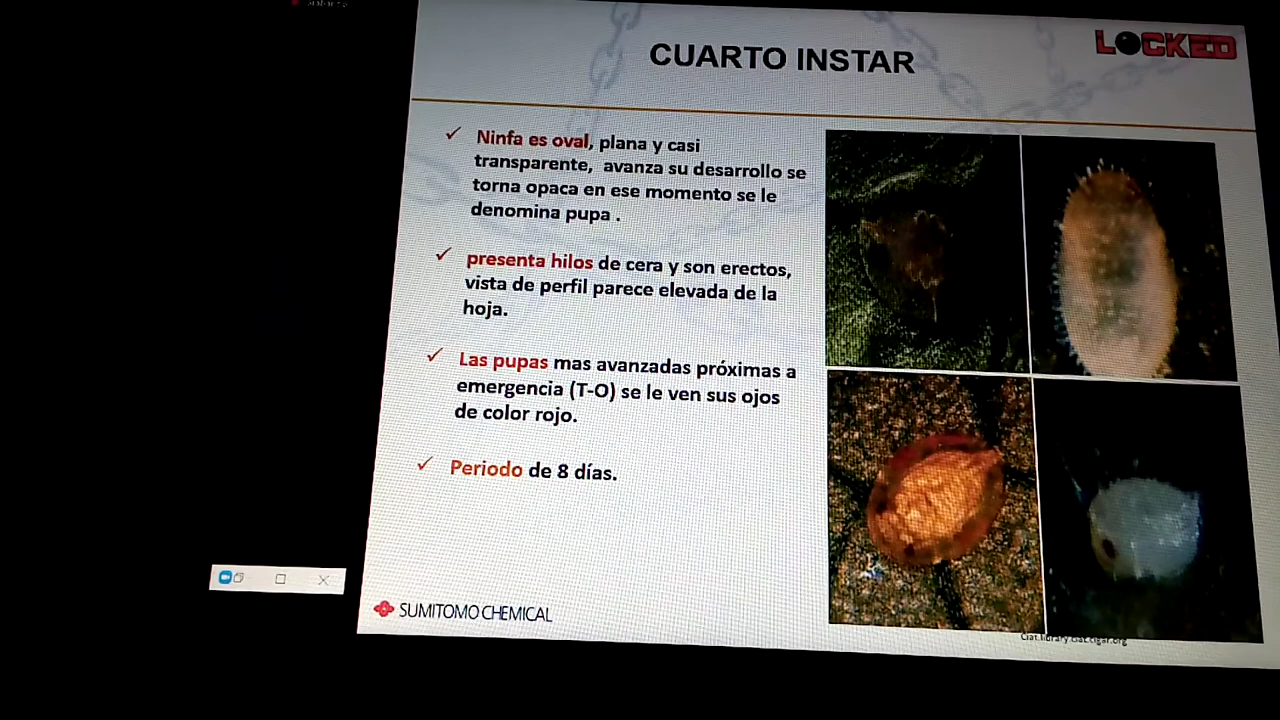 LOCKED
CUARTO INSTAR
Ninfa es oval, plana y casi
transparente, avanza su desarrollo se
torna opaca en ese momento se le
denomina pupa .
presenta hilos de cera y son erectos,
vista de perfil parece elevada de la
hoja.
Las pupas mas avanzadas próximas a
emergencia (T-O) se le ven sus ojos
de color rojo.
Periodo de 8 días.
SUMITOMO CHEMICAL